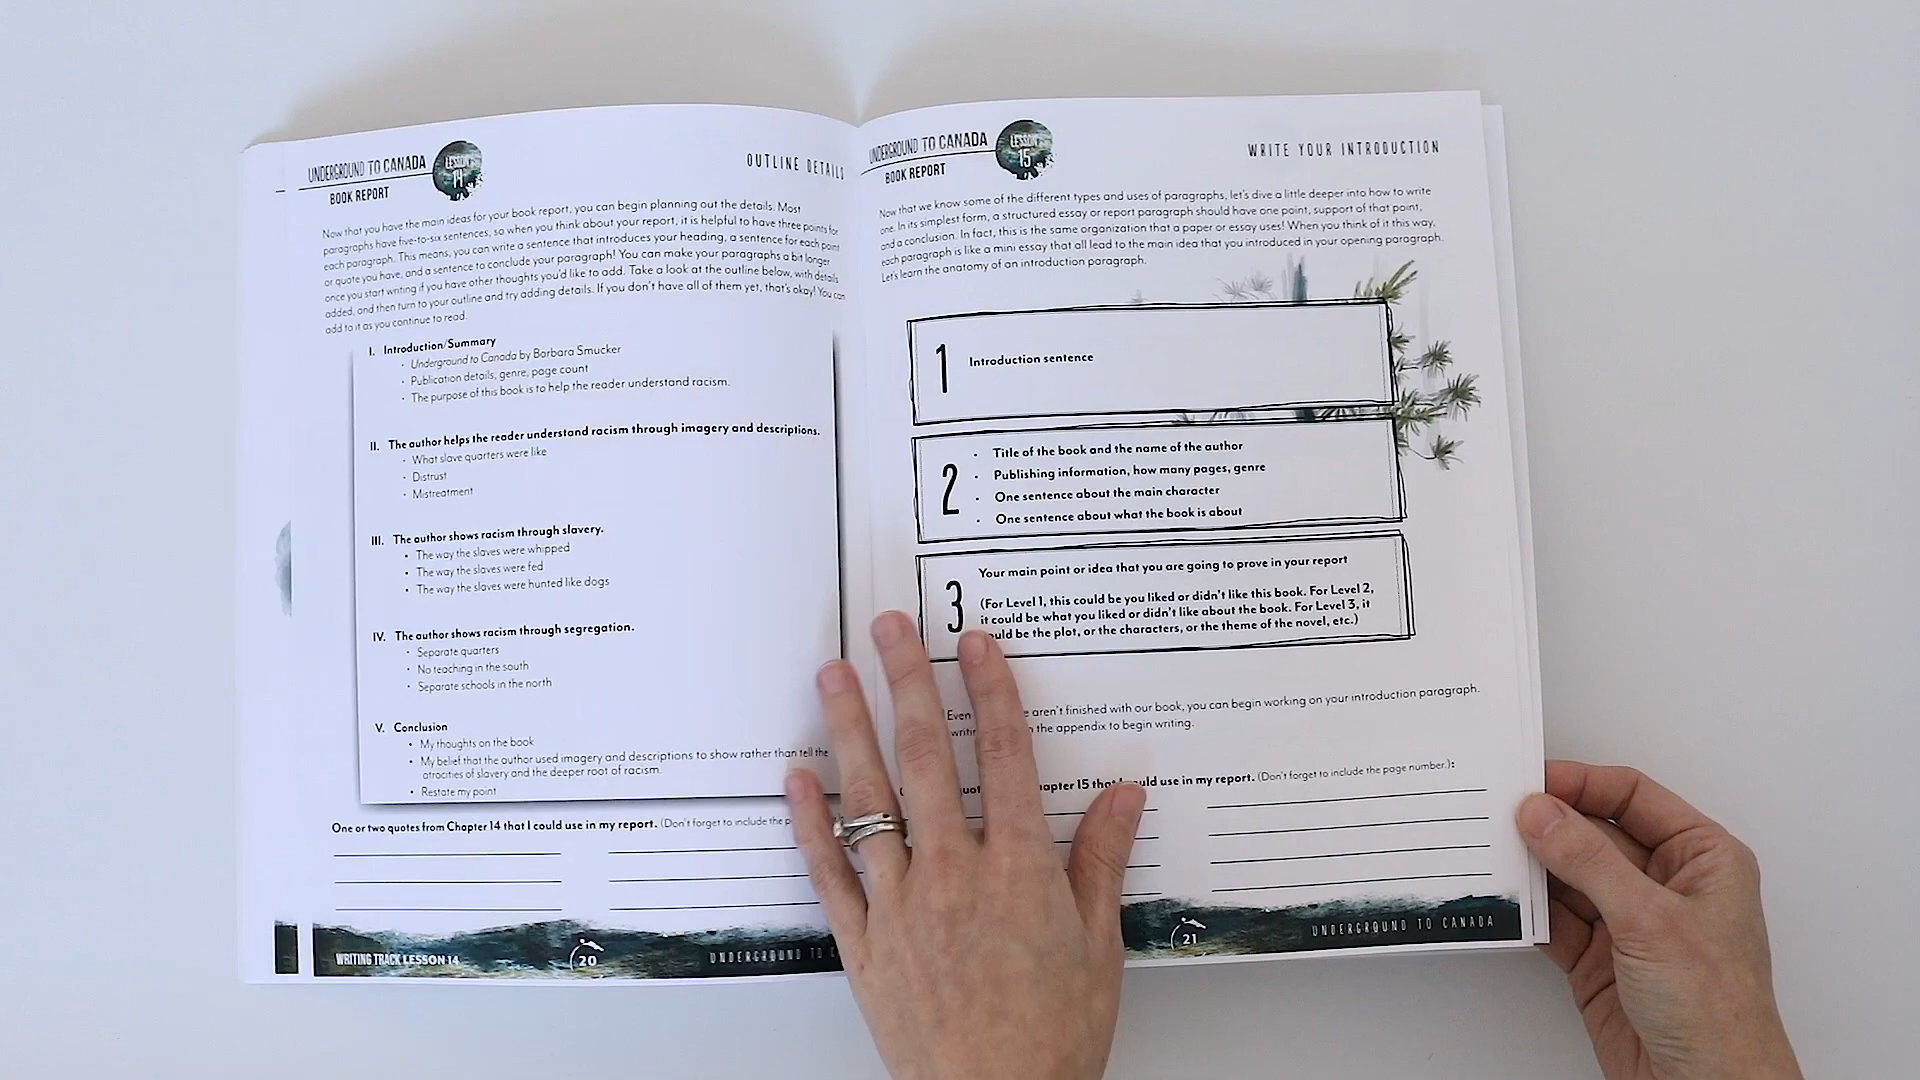 UNDERGROUND TO CANADA
BOOK REPORT
LESSON
14
OUTLINE DETAILS
Now that you have the main ideas for your book report, you can begin planning out the details. Most
paragraphs have five-to-six sentences, so when you think about your report, it is helpful to have three points for
each paragraph. This means, you can write a sentence that introduces your heading, a sentence for each point
or quote you have, and a sentence to conclude your paragraph! You can make your paragraphs a bit longer
once you start writing if you have other thoughts you'd like to add. Take a look at the outline below, with details
added, and then turn to your outline and try adding details. If you don't have all of them yet, that's okay! You can
add to it as you continue to read.
I. Introduction/Summary
• Underground to Canada by Barbara Smucker
• Publication details, genre, page count
• The purpose of this book is to help the reader understand racism.
II. The author helps the reader understand racism through imagery and descriptions.
• What slave quarters were like
• Distrust
• Mistreatment
III. The author shows racism through slavery.
• The way the slaves were whipped
• The way the slaves were fed
• The way the slaves were hunted like dogs
IV. The author shows racism through segregation.
• Separate quarters
• No teaching in the south
• Separate schools in the north
V. Conclusion
• My thoughts on the book
• My belief that the author used imagery and descriptions to show rather than tell the
atrocities of slavery and the deeper root of racism.
• Restate my point
One or two quotes from Chapter 14 that I could use in my report. (Don't forget to include the
WRITING TRACK LESSON 14
20
UNDERGROUND TO
UNDERGROUND TO CANADA
BOOK REPORT
LESSON
15
WRITE YOUR INTRODUCTION
Now that we know some of the different types and uses of paragraphs, let's dive a little deeper into how to write
one. In its simplest form, a structured essay or report paragraph should have one point, support of that point,
and a conclusion. In fact, this is the same organization that a paper or essay uses! When you think of it this way,
each paragraph is like a mini essay that all lead to the main idea that you introduced in your opening paragraph.
Let's learn the anatomy of an introduction paragraph.
1 Introduction sentence
2
• Title of the book and the name of the author
• Publishing information, how many pages, genre
• One sentence about the main character
• One sentence about what the book is about
3
Your main point or idea that you are going to prove in your report
(For Level 1, this could be you liked or didn't like this book. For Level 2,
it could be what you liked or didn't like about the book. For Level 3, it
could be the plot, or the characters, or the theme of the novel, etc.)
Even aren't finished with our book, you can begin working on your introduction paragraph.
the appendix to begin writing.
Chapter 15 that I could use in my report. (Don't forget to include the page number.):
21
UNDERGROUND TO CANADA